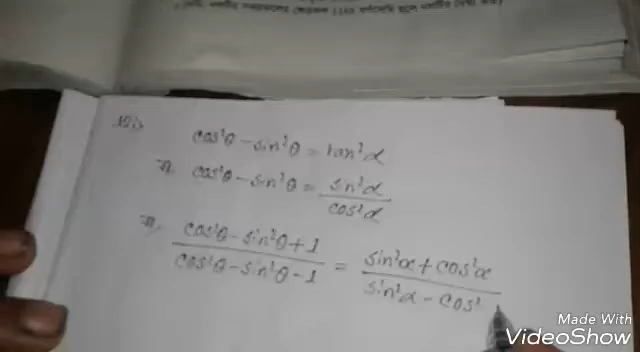 cos²θ - sin²θ = tan²α
বা, cos²θ - sin²θ = sin²α / cos²α
বা, cos²θ - sin²θ + 1 / cos²θ - sin²θ - 1 = sin²α + cos²α / sin²α - cos²
Made With
VideoShow